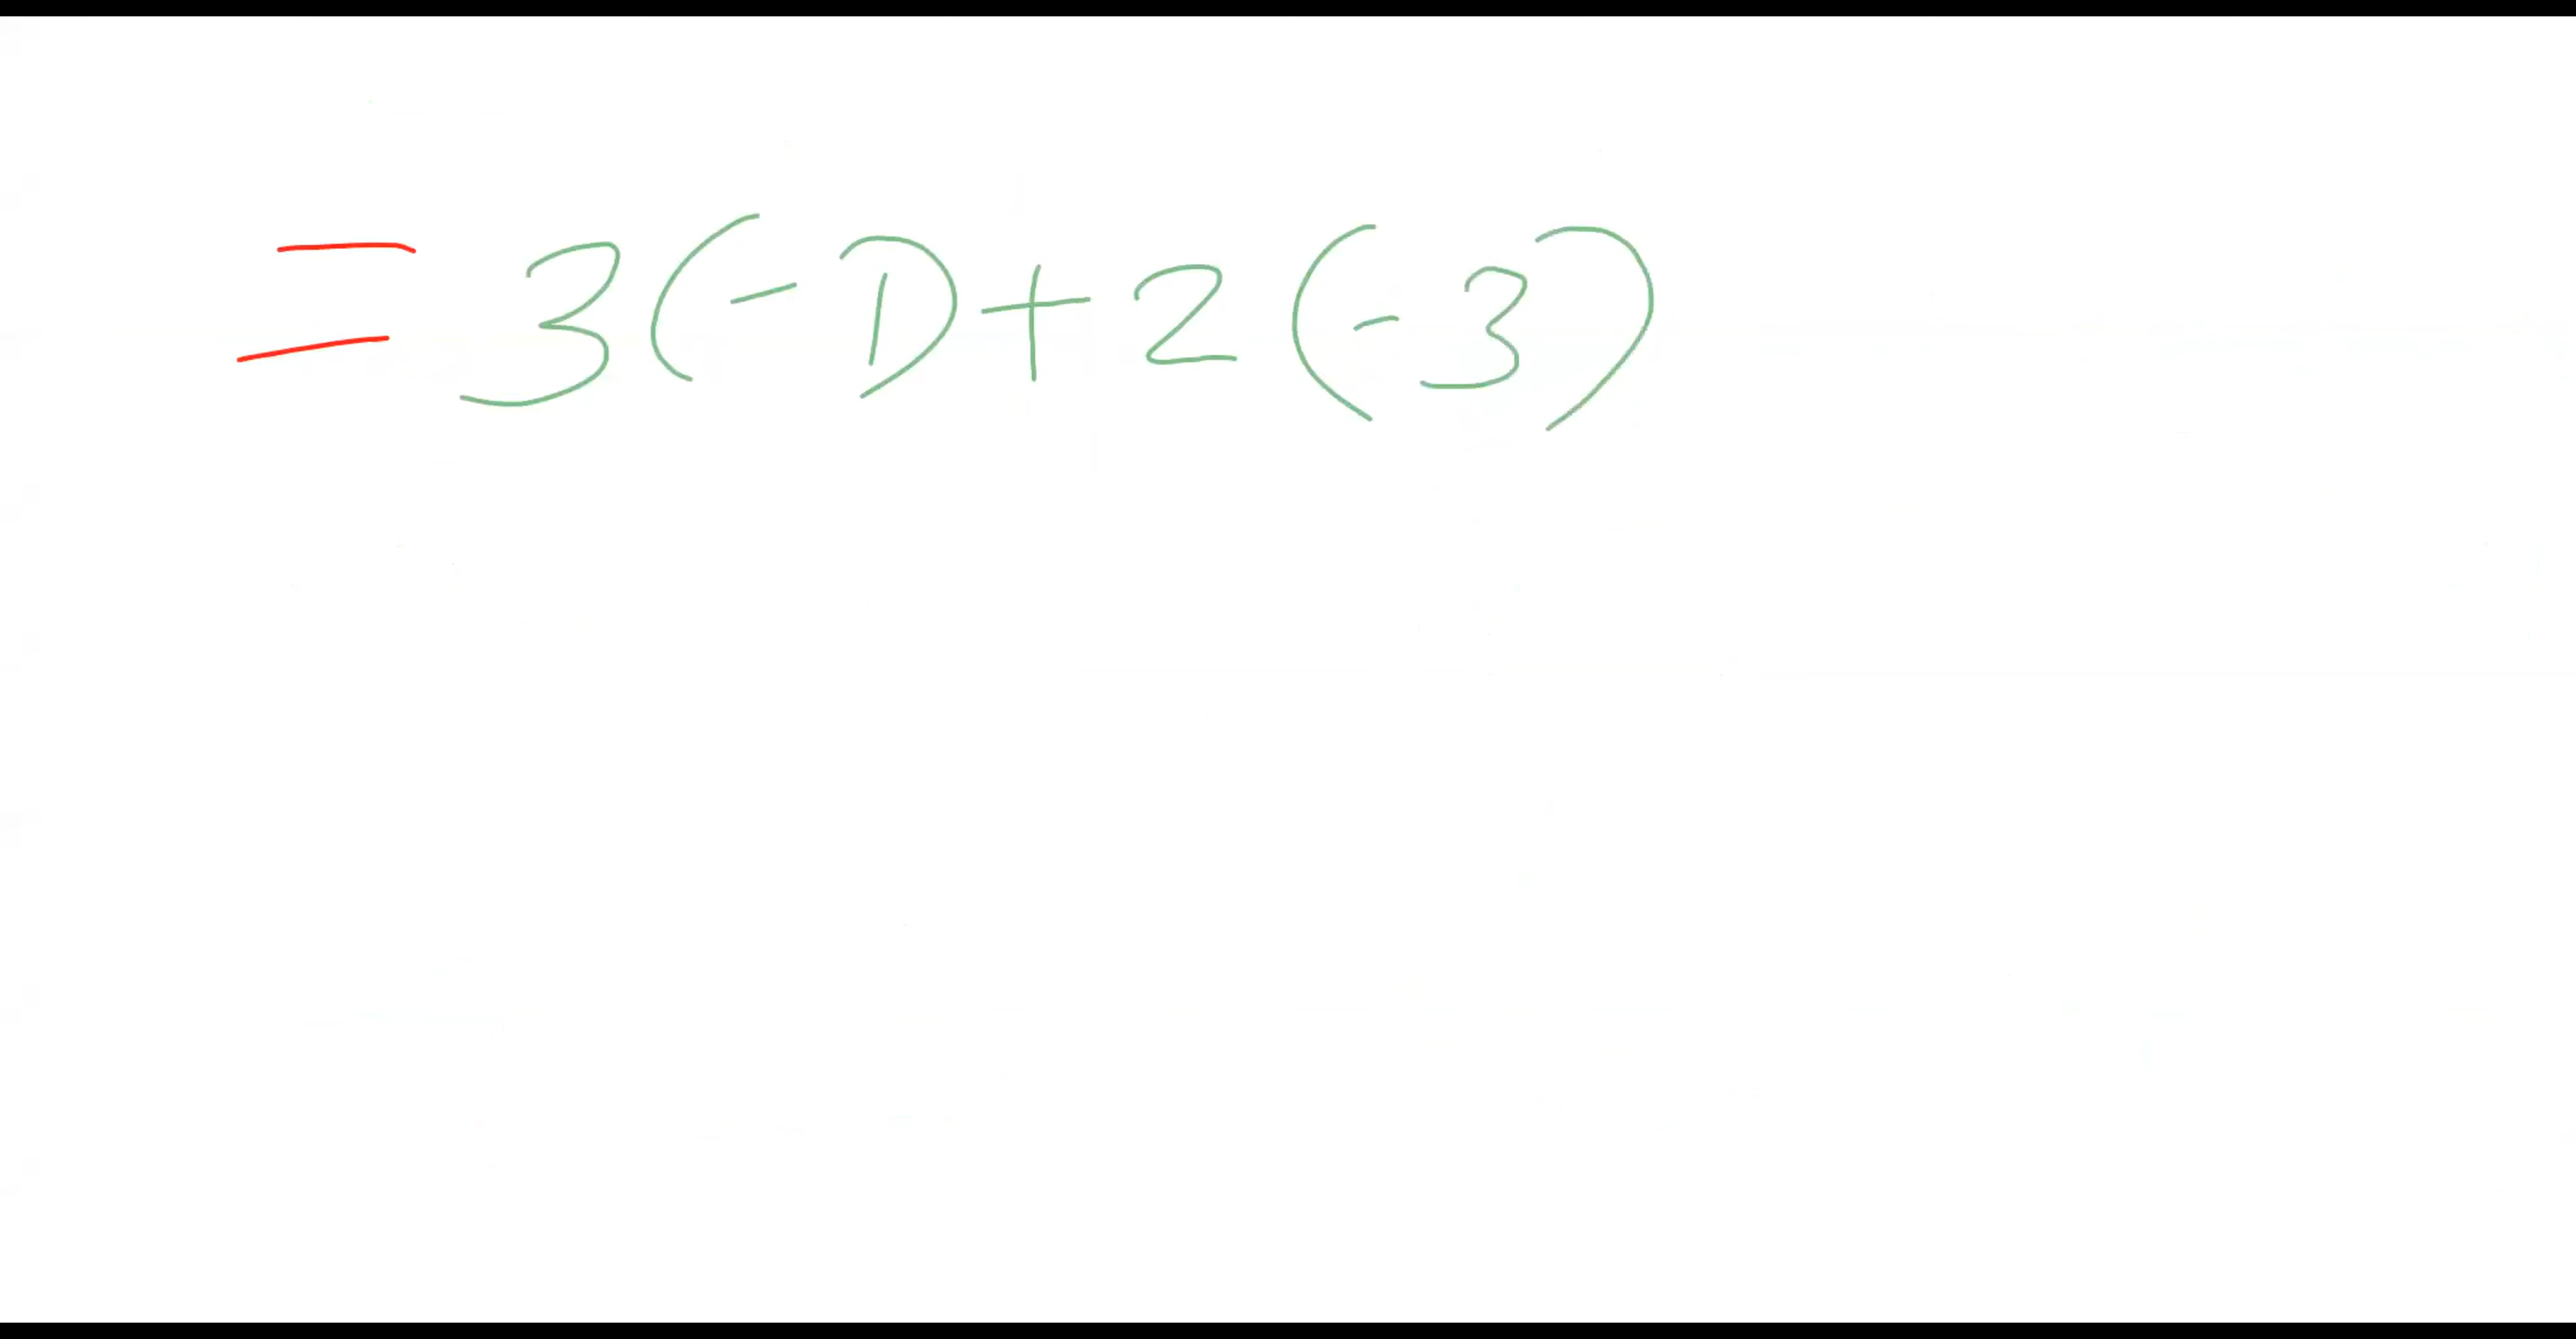 = 3(-1)+2(-3)